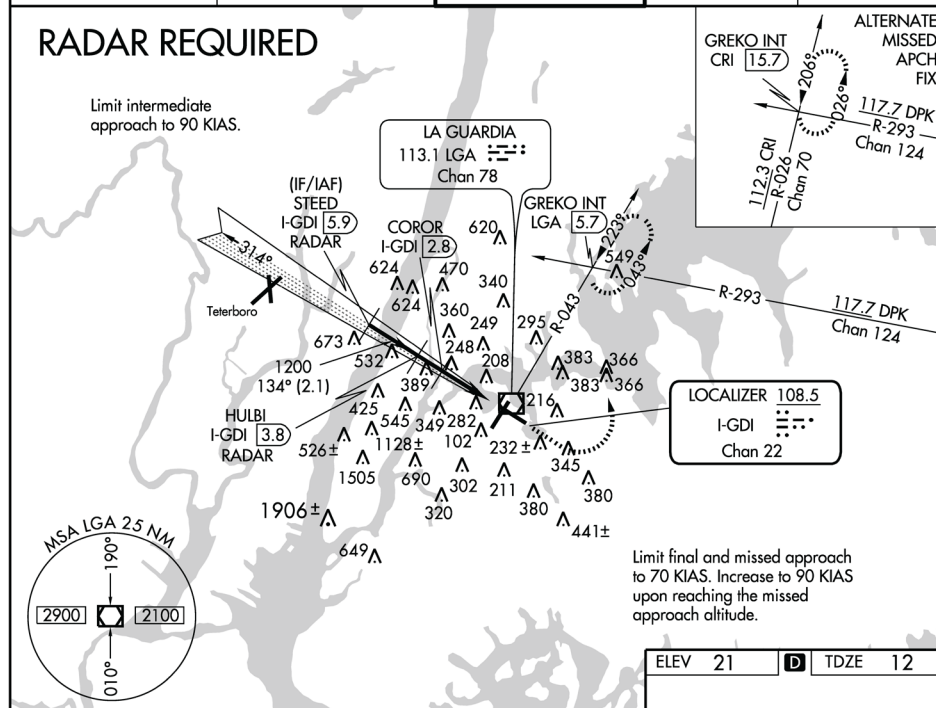 RADAR REQUIRED
Limit intermediate
approach to 90 KIAS.
LA GUARDIA
113.1 LGA
Chan 78
ALTERNATE
MISSED
APCH
FIX
GREKO INT
CRI 15.7
206°
026°
117.7 DPK
R-293
Chan 124
112.3 CRI
R-026
Chan 70
(IF/IAF)
STEED
I-GDI 5.9
RADAR
COROR
I-GDI 2.8
GREKO INT
LGA 5.7
223°
043°
549
R-043
R-293
117.7 DPK
Chan 124
314°
Teterboro
620
624
624
470
340
360
249
295
673
532
248
208
383
383
366
366
1200
134° (2.1)
389
425
545
349
282
216
HULBI
I-GDI 3.8
RADAR
526±
1128±
102
232±
345
1505
690
302
211
380
320
380
441±
1906±
649
LOCALIZER 108.5
I-GDI
Chan 22
MSA LGA 25 NM
190°
2900
2100
010°
Limit final and missed approach
to 70 KIAS. Increase to 90 KIAS
upon reaching the missed
approach altitude.
ELEV 21 D TDZE 12